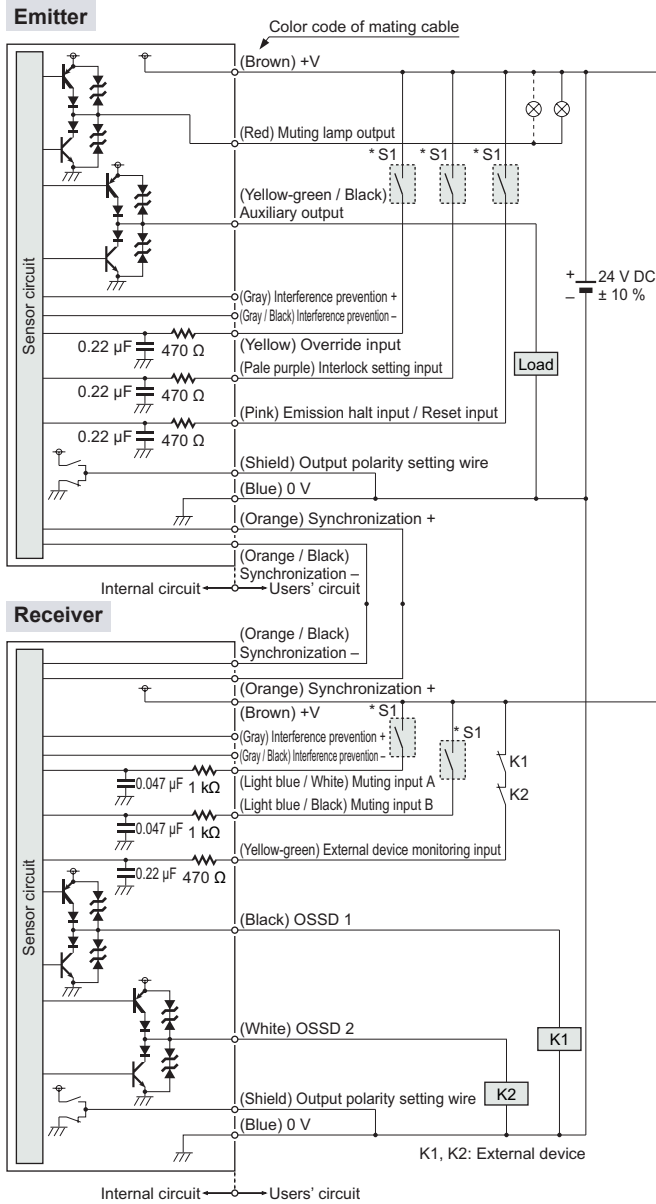 Emitter
Color code of mating cable
(Brown) +V
(Red) Muting lamp output
* S1 * S1 * S1
(Yellow-green / Black)
Auxiliary output
+
–
24 V DC
± 10 %
Sensor circuit
(Gray) Interference prevention +
(Gray / Black) Interference prevention –
0.22 µF 470 Ω
(Yellow) Override input
Load
(Pale purple) Interlock setting input
0.22 µF 470 Ω
(Pink) Emission halt input / Reset input
0.22 µF 470 Ω
(Shield) Output polarity setting wire
(Blue) 0 V
(Orange) Synchronization +
(Orange / Black)
Synchronization –
Internal circuit Users' circuit
Receiver
(Orange / Black)
Synchronization –
(Orange) Synchronization +
(Brown) +V
* S1
* S1
(Gray) Interference prevention +
(Gray / Black) Interference prevention –
K1
0.047 µF 1 kΩ
(Light blue / White) Muting input A
K2
(Light blue / Black) Muting input B
0.047 µF 1 kΩ
(Yellow-green) External device monitoring input
0.22 µF 470 Ω
Sensor circuit
(Black) OSSD 1
(White) OSSD 2
K1
K2
(Shield) Output polarity setting wire
(Blue) 0 V
K1, K2: External device
Internal circuit Users' circuit